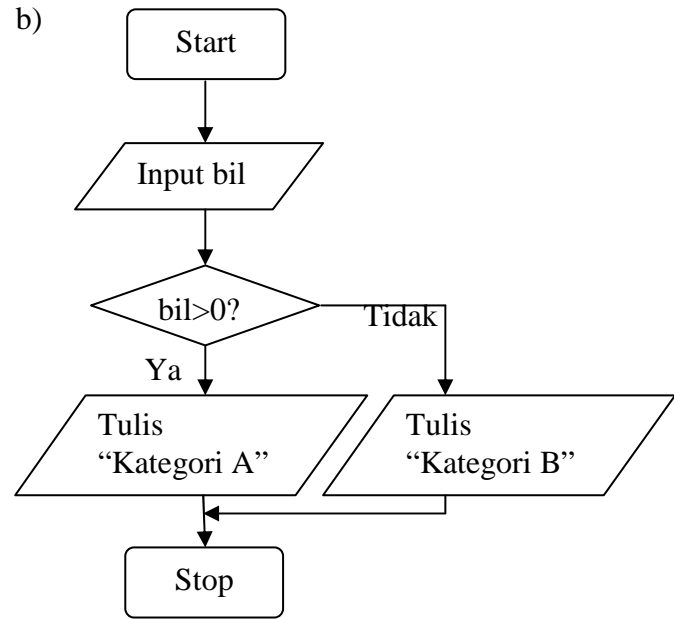 b)
Start
Input bil
bil>0?
Tidak
Ya
Tulis
“Kategori A”
Tulis
“Kategori B”
Stop